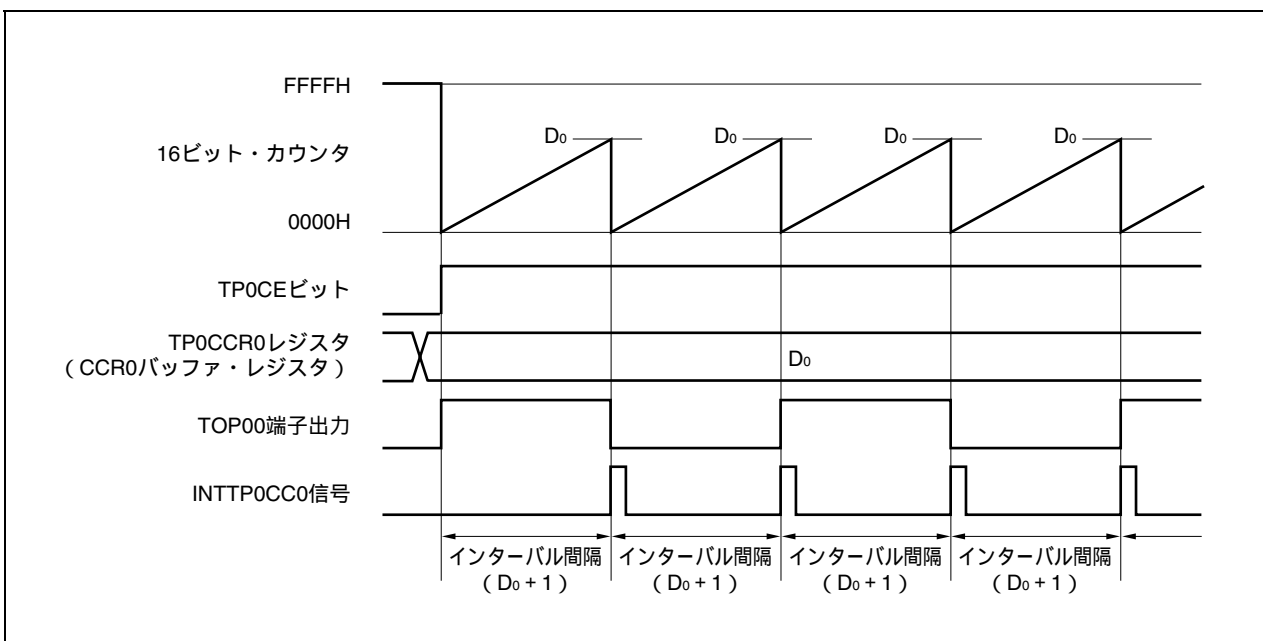 FFFFH
D0 D0 D0 D0
16ビット・カウンタ
0000H
TP0CEビット
TP0CCR0レジスタ
（CCR0バッファ・レジスタ）
D0
TOP00端子出力
INTTP0CC0信号
インターバル間隔 インターバル間隔 インターバル間隔 インターバル間隔
（D0 + 1） （D0 + 1） （D0 + 1） （D0 + 1）